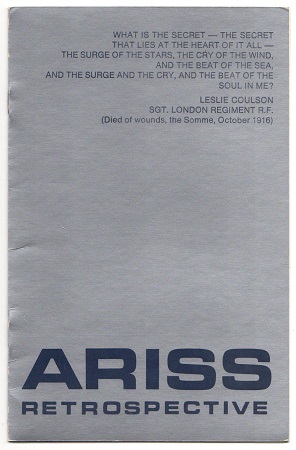 WHAT IS THE SECRET — THE SECRET
THAT LIES AT THE HEART OF IT ALL —
THE SURGE OF THE STARS, THE CRY OF THE WIND,
AND THE BEAT OF THE SEA,
AND THE SURGE AND THE CRY, AND THE BEAT OF THE
SOUL IN ME?
LESLIE COULSON
SGT. LONDON REGIMENT R.F.
(Died of wounds, the Somme, October 1916)
ARISS
RETROSPECTIVE